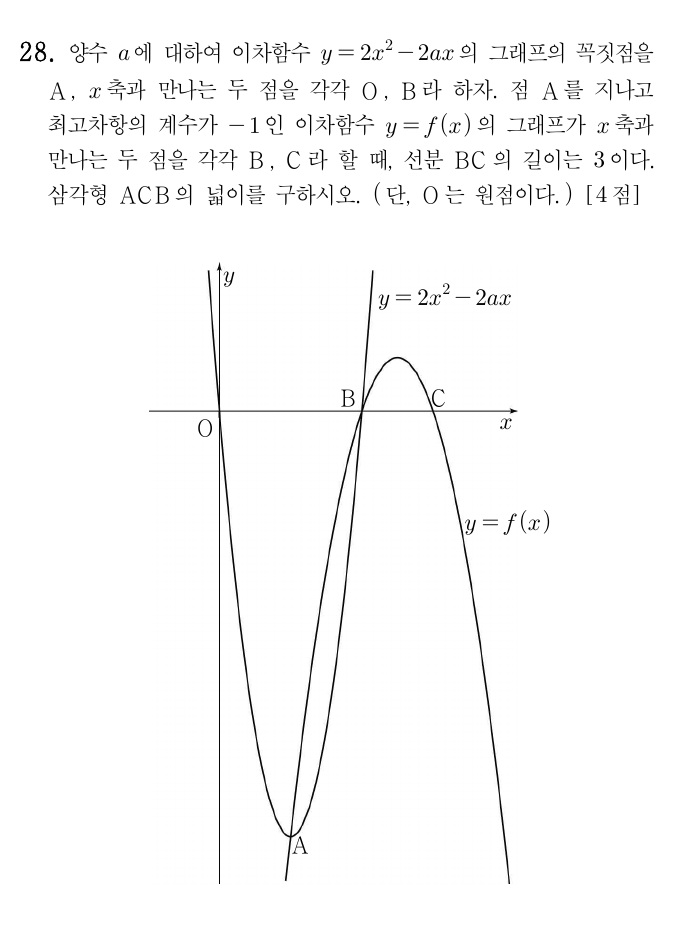 28. 양수 a에 대하여 이차함수 y=2x²-2ax의 그래프의 꼭짓점을
A, x축과 만나는 두 점을 각각 O, B라 하자. 점 A를 지나고
최고차항의 계수가 -1인 이차함수 y=f(x)의 그래프가 x축과
만나는 두 점을 각각 B, C라 할 때, 선분 BC의 길이는 3이다.
삼각형 ACB의 넓이를 구하시오. (단, O는 원점이다.) [4점]
y
y=2x²-2ax
B
C
O
x
y=f(x)
A